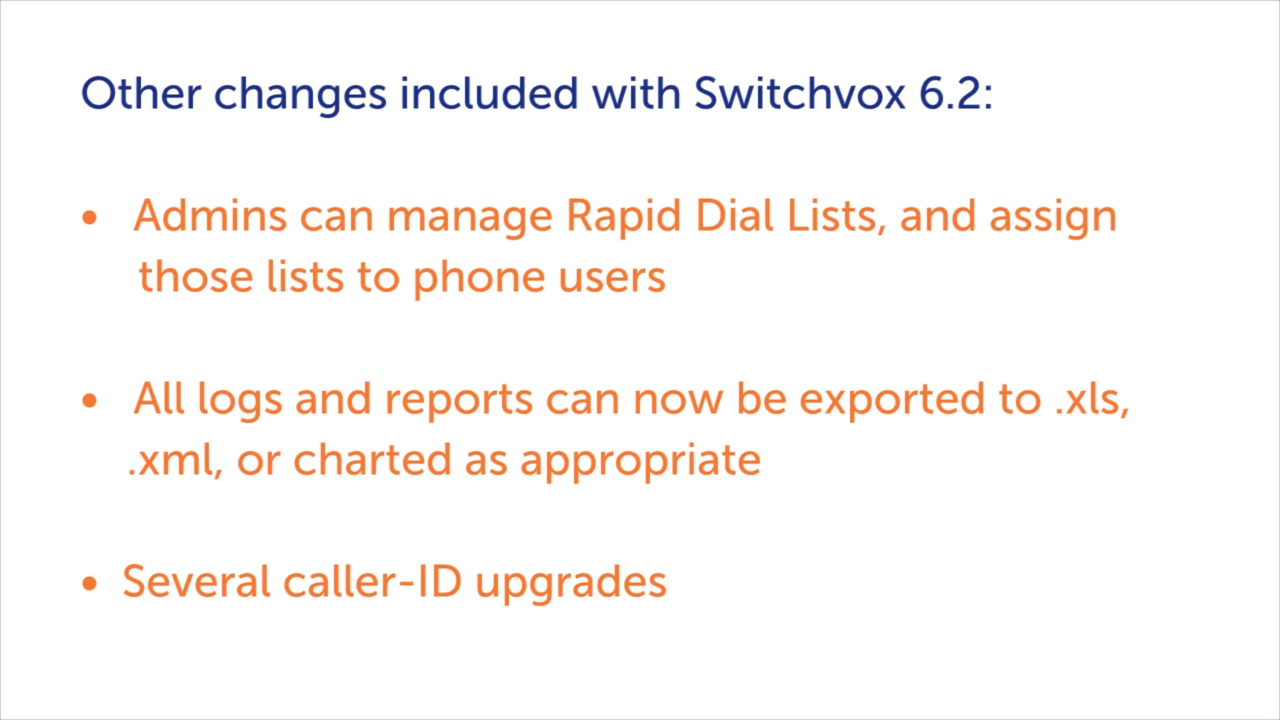 Other changes included with Switchvox 6.2:
• Admins can manage Rapid Dial Lists, and assign
those lists to phone users
• All logs and reports can now be exported to .xls,
.xml, or charted as appropriate
• Several caller-ID upgrades